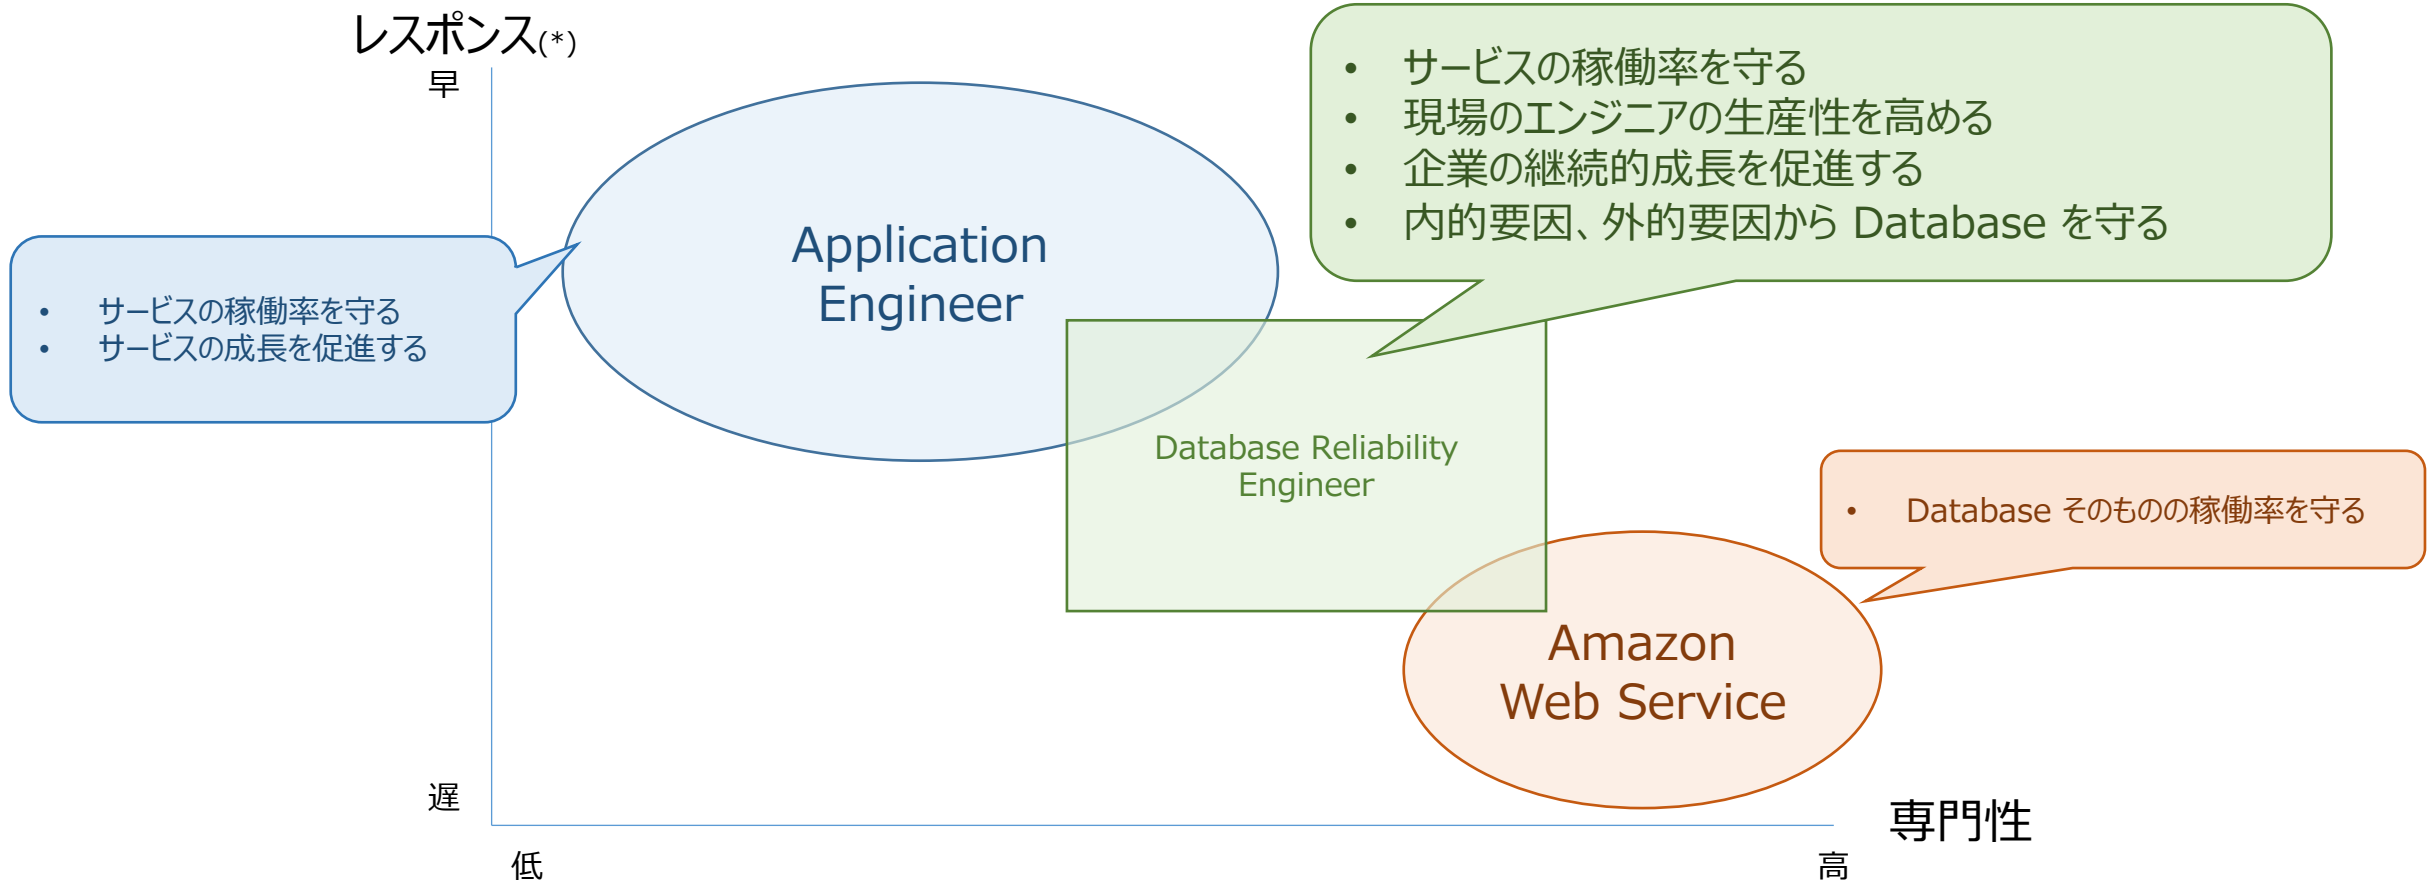 レスポンス(*)
早
• サービスの稼働率を守る
• 現場のエンジニアの生産性を高める
• 企業の継続的成長を促進する
• 内的要因、外的要因から Database を守る
Application
Engineer
• サービスの稼働率を守る
• サービスの成長を促進する
Database Reliability
Engineer
• Database そのものの稼働率を守る
Amazon
Web Service
遅
専門性
低
高